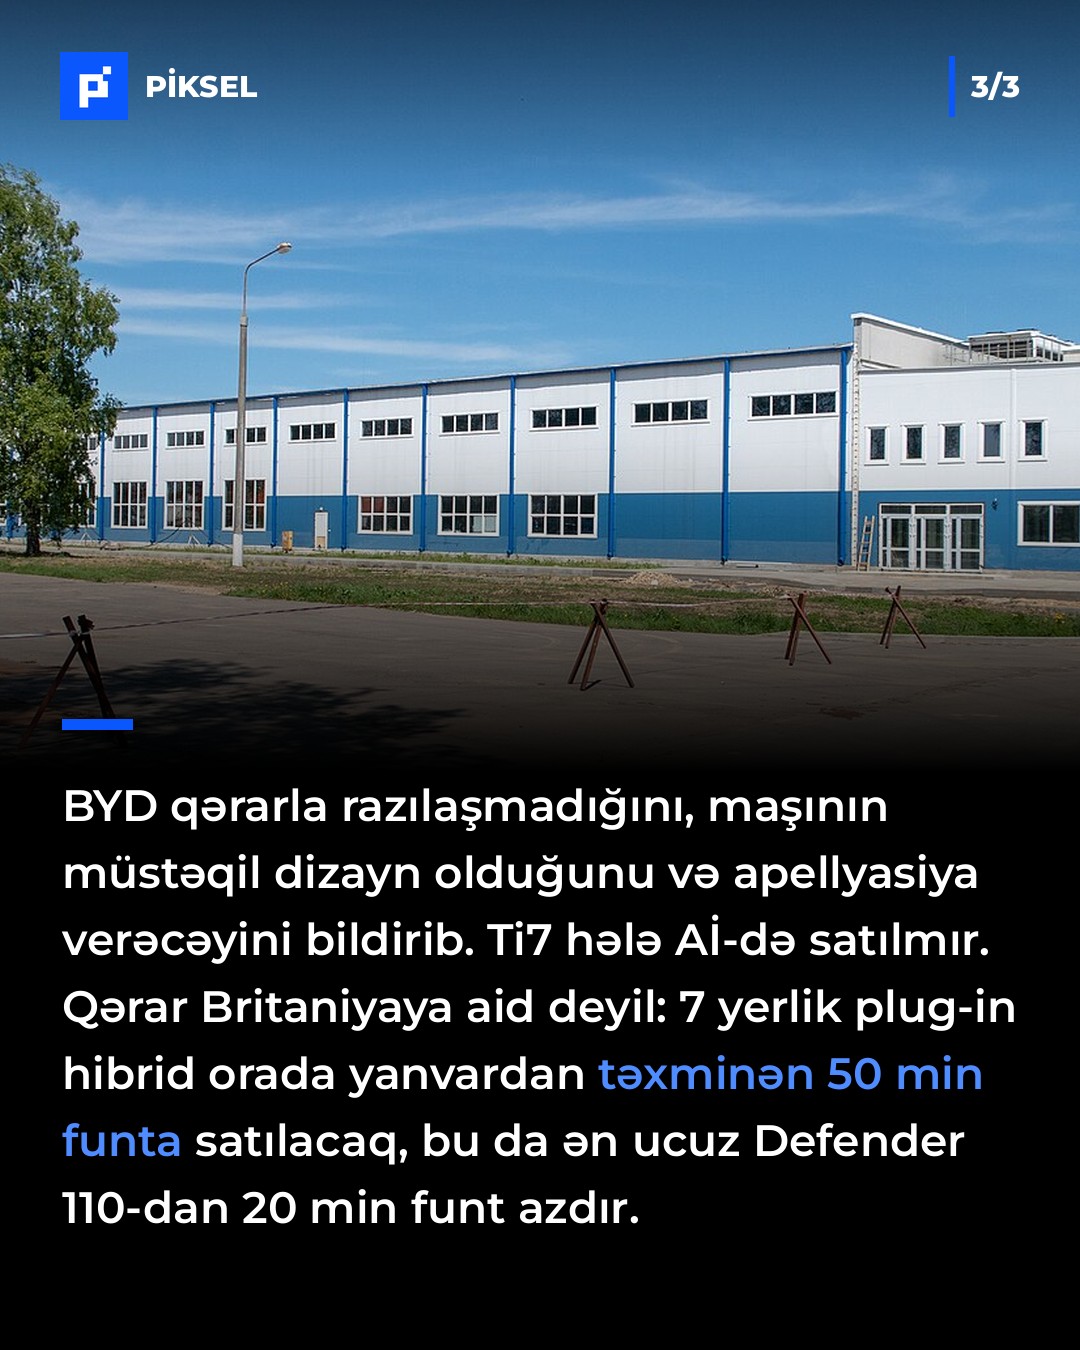 PİKSEL
3/3
BYD qərarla razılaşmadığını, maşının
müstəqil dizayn olduğunu və apellyasiya
verəcəyini bildirib. Ti7 hələ Aİ-də satılmır.
Qərar Britaniyaya aid deyil: 7 yerlik plug-in
hibrid orada yanvardan təxminən 50 min
funta satılacaq, bu da ən ucuz Defender
110-dan 20 min funt azdır.